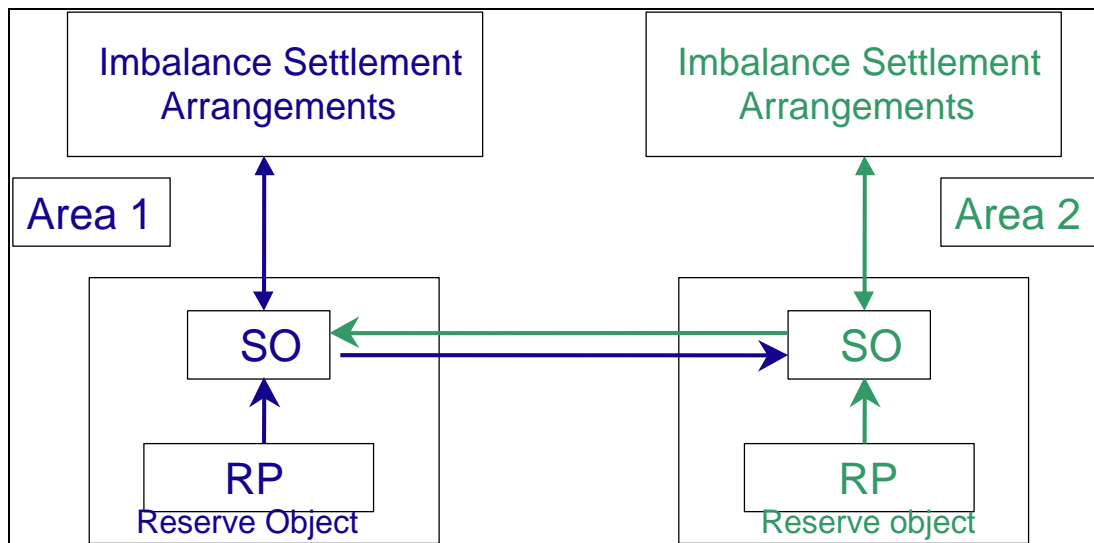 Imbalance Settlement
Arrangements
Imbalance Settlement
Arrangements
Area 1
Area 2
SO
SO
RP
RP
Reserve Object
Reserve object